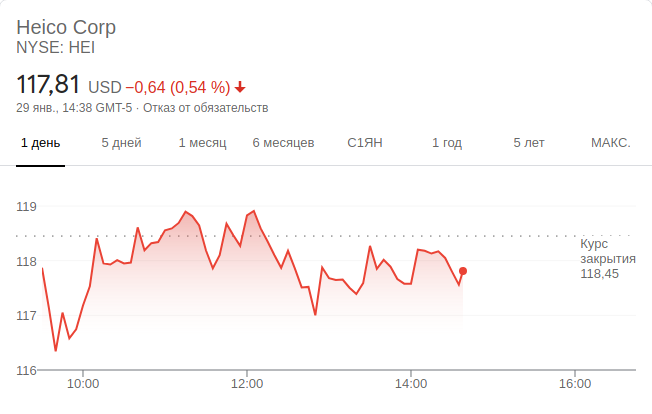 Heico Corp
NYSE: HEI
117,81 USD −0,64 (0,54 %)
29 янв., 14:38 GMT-5 · Отказ от обязательств
1 день 5 дней 1 месяц 6 месяцев С1ЯН 1 год 5 лет МАКС.
119
118
117
116
Курс
закрытия
118,45
10:00 12:00 14:00 16:00